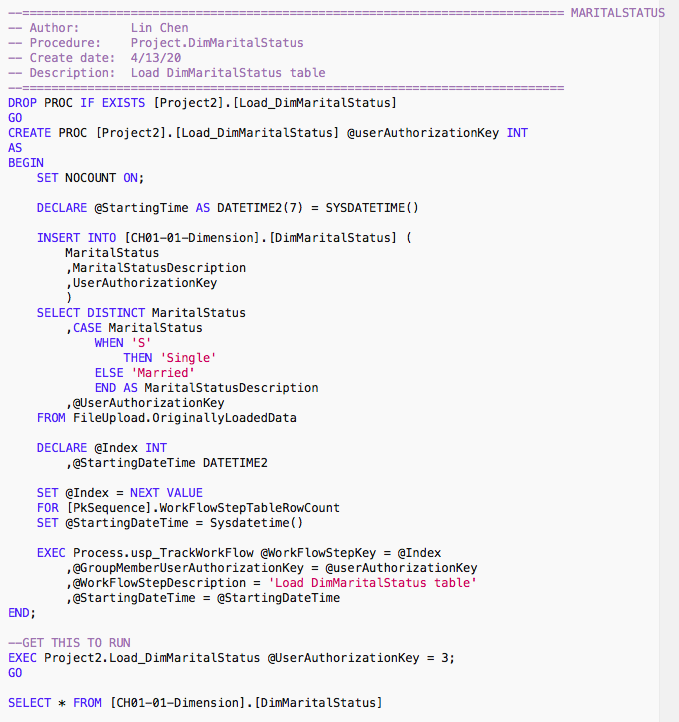 --=========================================================================== MARITALSTATUS
-- Author:       Lin Chen
-- Procedure:    Project.DimMaritalStatus
-- Create date:  4/13/20
-- Description:  Load DimMaritalStatus table
--===========================================================================
DROP PROC IF EXISTS [Project2].[Load_DimMaritalStatus]
GO
CREATE PROC [Project2].[Load_DimMaritalStatus] @userAuthorizationKey INT
AS
BEGIN
    SET NOCOUNT ON;

    DECLARE @StartingTime AS DATETIME2(7) = SYSDATETIME()

    INSERT INTO [CH01-01-Dimension].[DimMaritalStatus] (
        MaritalStatus
        ,MaritalStatusDescription
        ,UserAuthorizationKey
        )
    SELECT DISTINCT MaritalStatus
        ,CASE MaritalStatus
            WHEN 'S'
                THEN 'Single'
            ELSE 'Married'
            END AS MaritalStatusDescription
        ,@UserAuthorizationKey
    FROM FileUpload.OriginallyLoadedData

    DECLARE @Index INT
        ,@StartingDateTime DATETIME2

    SET @Index = NEXT VALUE
    FOR [PkSequence].WorkFlowStepTableRowCount
    SET @StartingDateTime = Sysdatetime()

    EXEC Process.usp_TrackWorkFlow @WorkFlowStepKey = @Index
        ,@GroupMemberUserAuthorizationKey = @userAuthorizationKey
        ,@WorkFlowStepDescription = 'Load DimMaritalStatus table'
        ,@StartingDateTime = @StartingDateTime
END;

--GET THIS TO RUN
EXEC Project2.Load_DimMaritalStatus @UserAuthorizationKey = 3;
GO

SELECT * FROM [CH01-01-Dimension].[DimMaritalStatus]